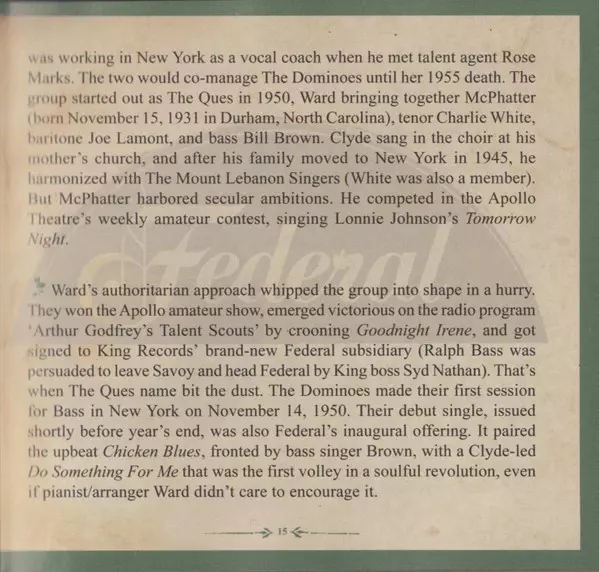 was working in New York as a vocal coach when he met talent agent Rose
Marks. The two would co-manage The Dominoes until her 1955 death. The
group started out as The Ques in 1950, Ward bringing together McPhatter
(born November 15, 1931 in Durham, North Carolina), tenor Charlie White,
baritone Joe Lamont, and bass Bill Brown. Clyde sang in the choir at his
mother's church, and after his family moved to New York in 1945, he
harmonized with The Mount Lebanon Singers (White was also a member).
But McPhatter harbored secular ambitions. He competed in the Apollo
Theatre's weekly amateur contest, singing Lonnie Johnson's Tomorrow
Night.
Federal
Ward's authoritarian approach whipped the group into shape in a hurry.
They won the Apollo amateur show, emerged victorious on the radio program
'Arthur Godfrey's Talent Scouts' by crooning Goodnight Irene, and got
signed to King Records' brand-new Federal subsidiary (Ralph Bass was
persuaded to leave Savoy and head Federal by King boss Syd Nathan). That's
when The Ques name bit the dust. The Dominoes made their first session
for Bass in New York on November 14, 1950. Their debut single, issued
shortly before year's end, was also Federal's inaugural offering. It paired
the upbeat Chicken Blues, fronted by bass singer Brown, with a Clyde-led
Do Something For Me that was the first volley in a soulful revolution, even
if pianist/arranger Ward didn't care to encourage it.
15